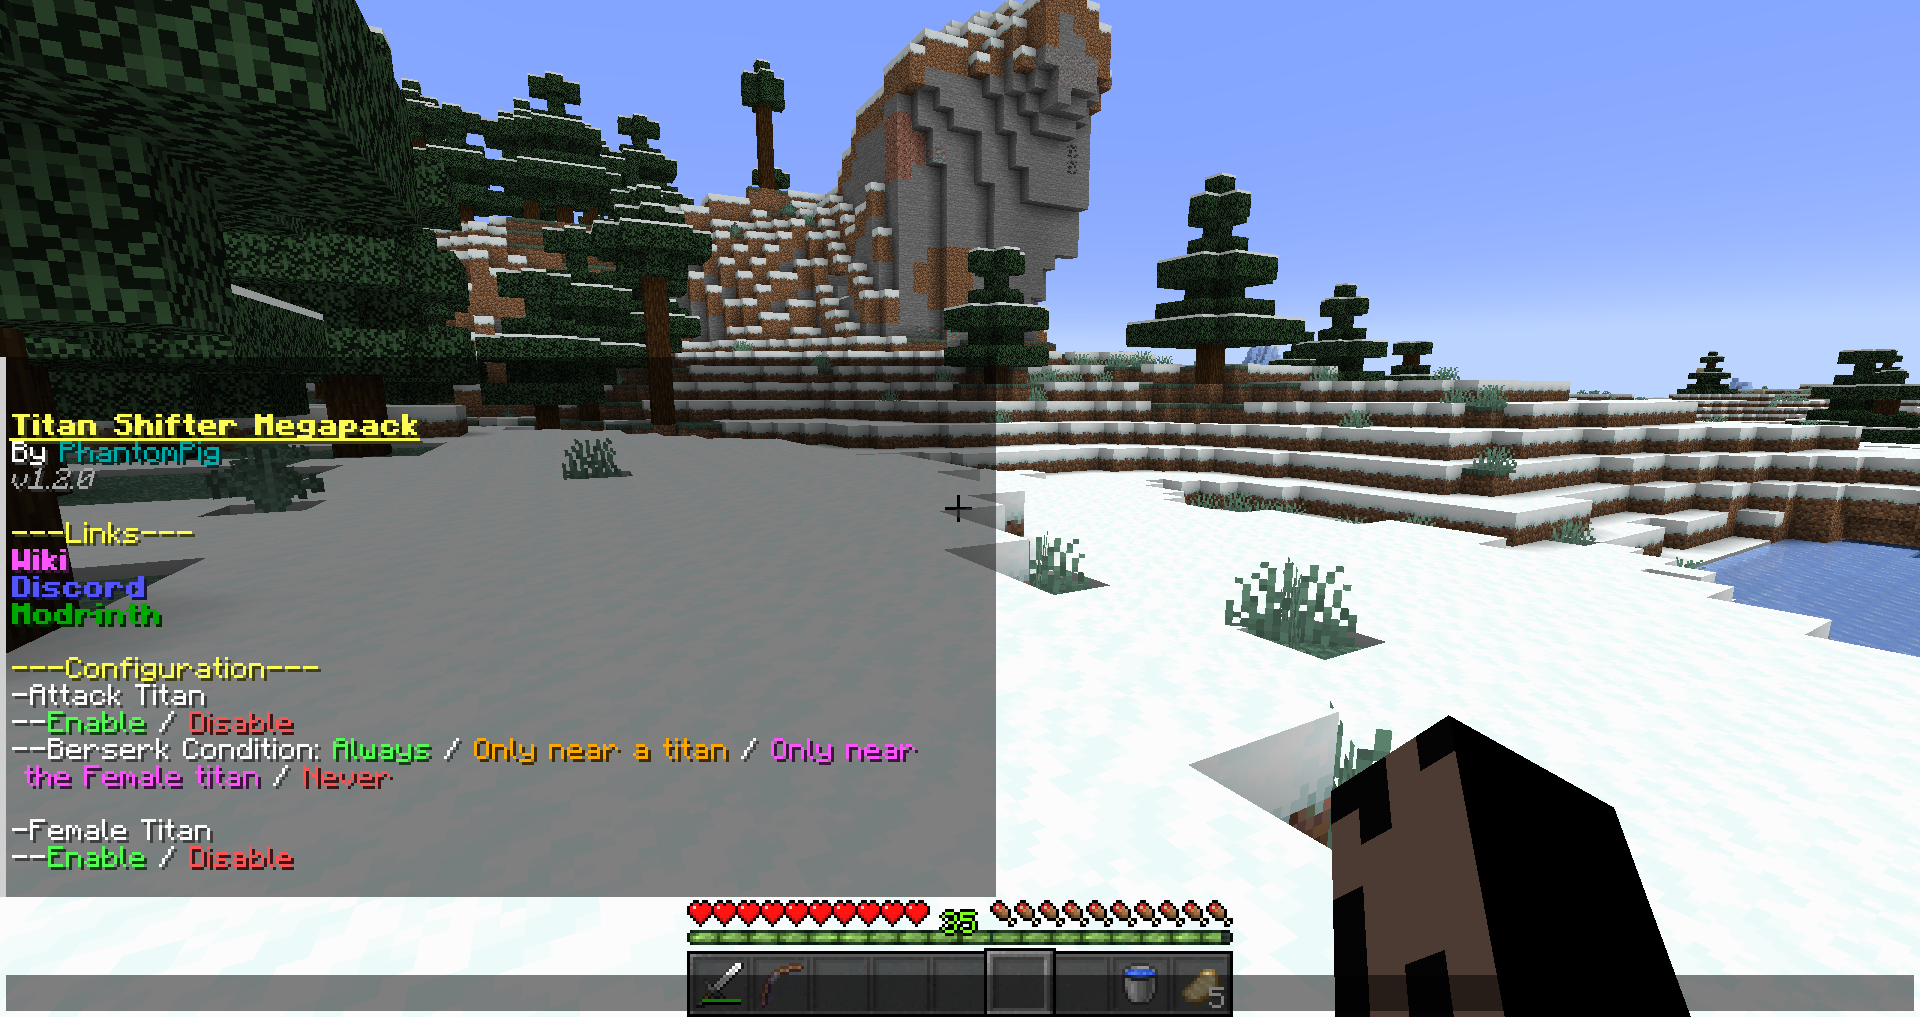 Titan Shifter Megapack
By PhantomPig
v1.2.0
---Links---
Wiki
Discord
Modrinth
---Configuration---
-Attack Titan
--Enable / Disable
--Berserk Condition: Always / Only near a titan / Only near
the Female titan / Never
-Female Titan
--Enable / Disable
35
5